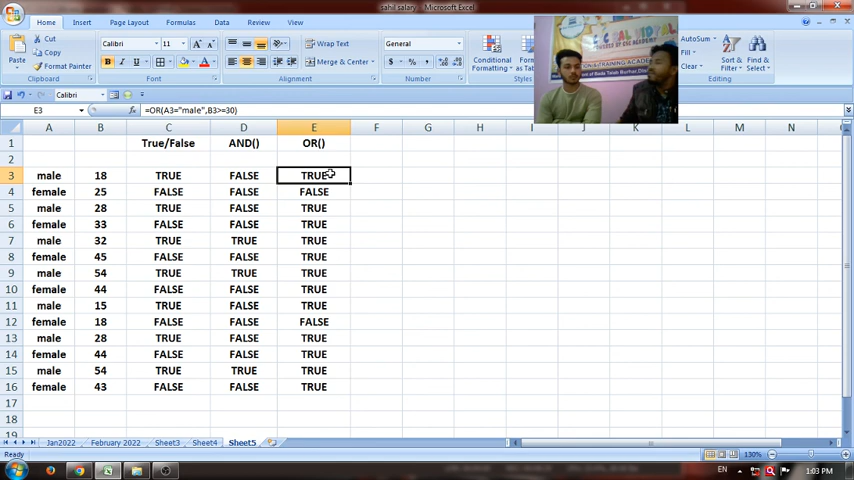 sahil salary - Microsoft Excel
Home Insert Page Layout Formulas Data Review View
Cut
Copy
Format Painter
Paste
Clipboard
Calibri 11
Font
Wrap Text
Merge & Center
Alignment
General
Number
Conditional
AutoSum
Fill
Clear
Sort &
Filter
Find &
Select
Editing
Calibri
E3 =OR(A3="male",B3>=30)
A B C D E F G H I J K L M N
1 True/False AND() OR()
2
3 male 18 TRUE FALSE TRUE
4 female 25 FALSE FALSE FALSE
5 male 28 TRUE FALSE TRUE
6 female 33 FALSE FALSE TRUE
7 male 32 TRUE TRUE TRUE
8 female 45 FALSE FALSE TRUE
9 male 54 TRUE TRUE TRUE
10 female 44 FALSE FALSE TRUE
11 male 15 TRUE FALSE TRUE
12 female 18 FALSE FALSE FALSE
13 male 28 TRUE FALSE TRUE
14 female 44 FALSE FALSE TRUE
15 male 54 TRUE TRUE TRUE
16 female 43 FALSE FALSE TRUE
17
18
19
Jan2022 February 2022 Sheet3 Sheet4 Sheet5
Ready 130%
EN 1:03 PM